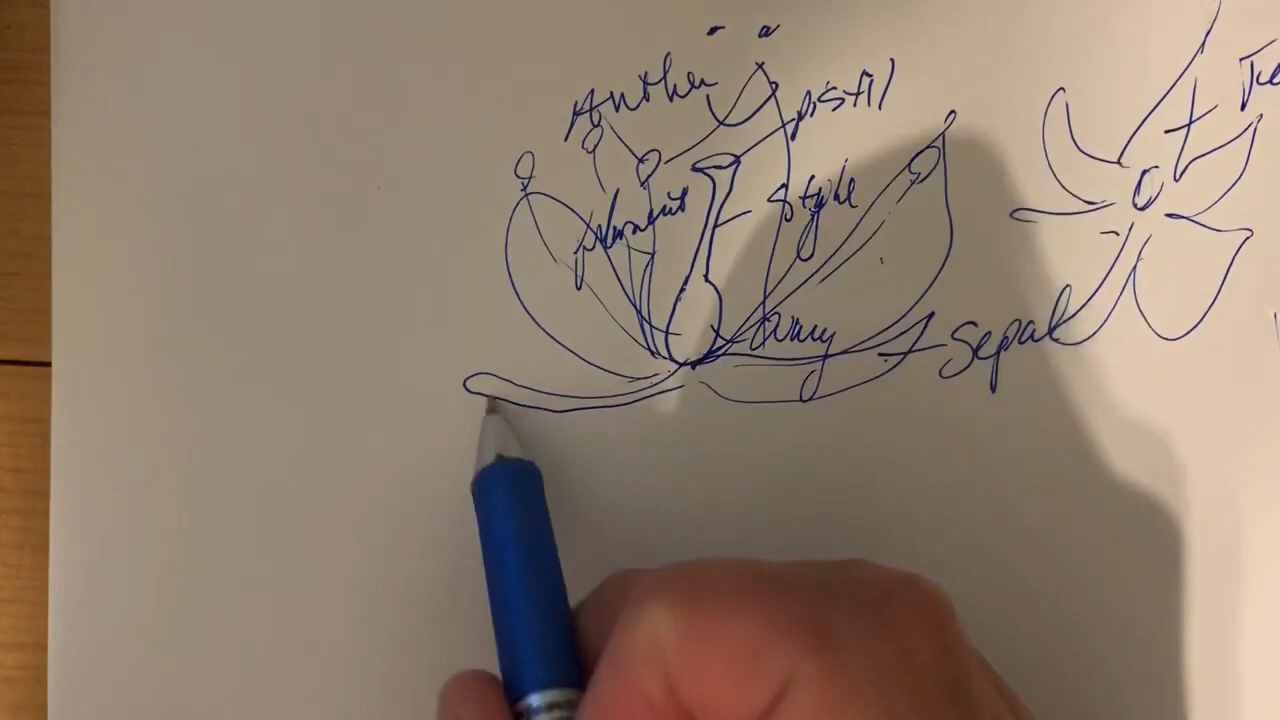 Anther
pistil
filament
style
Ovary
Sepal